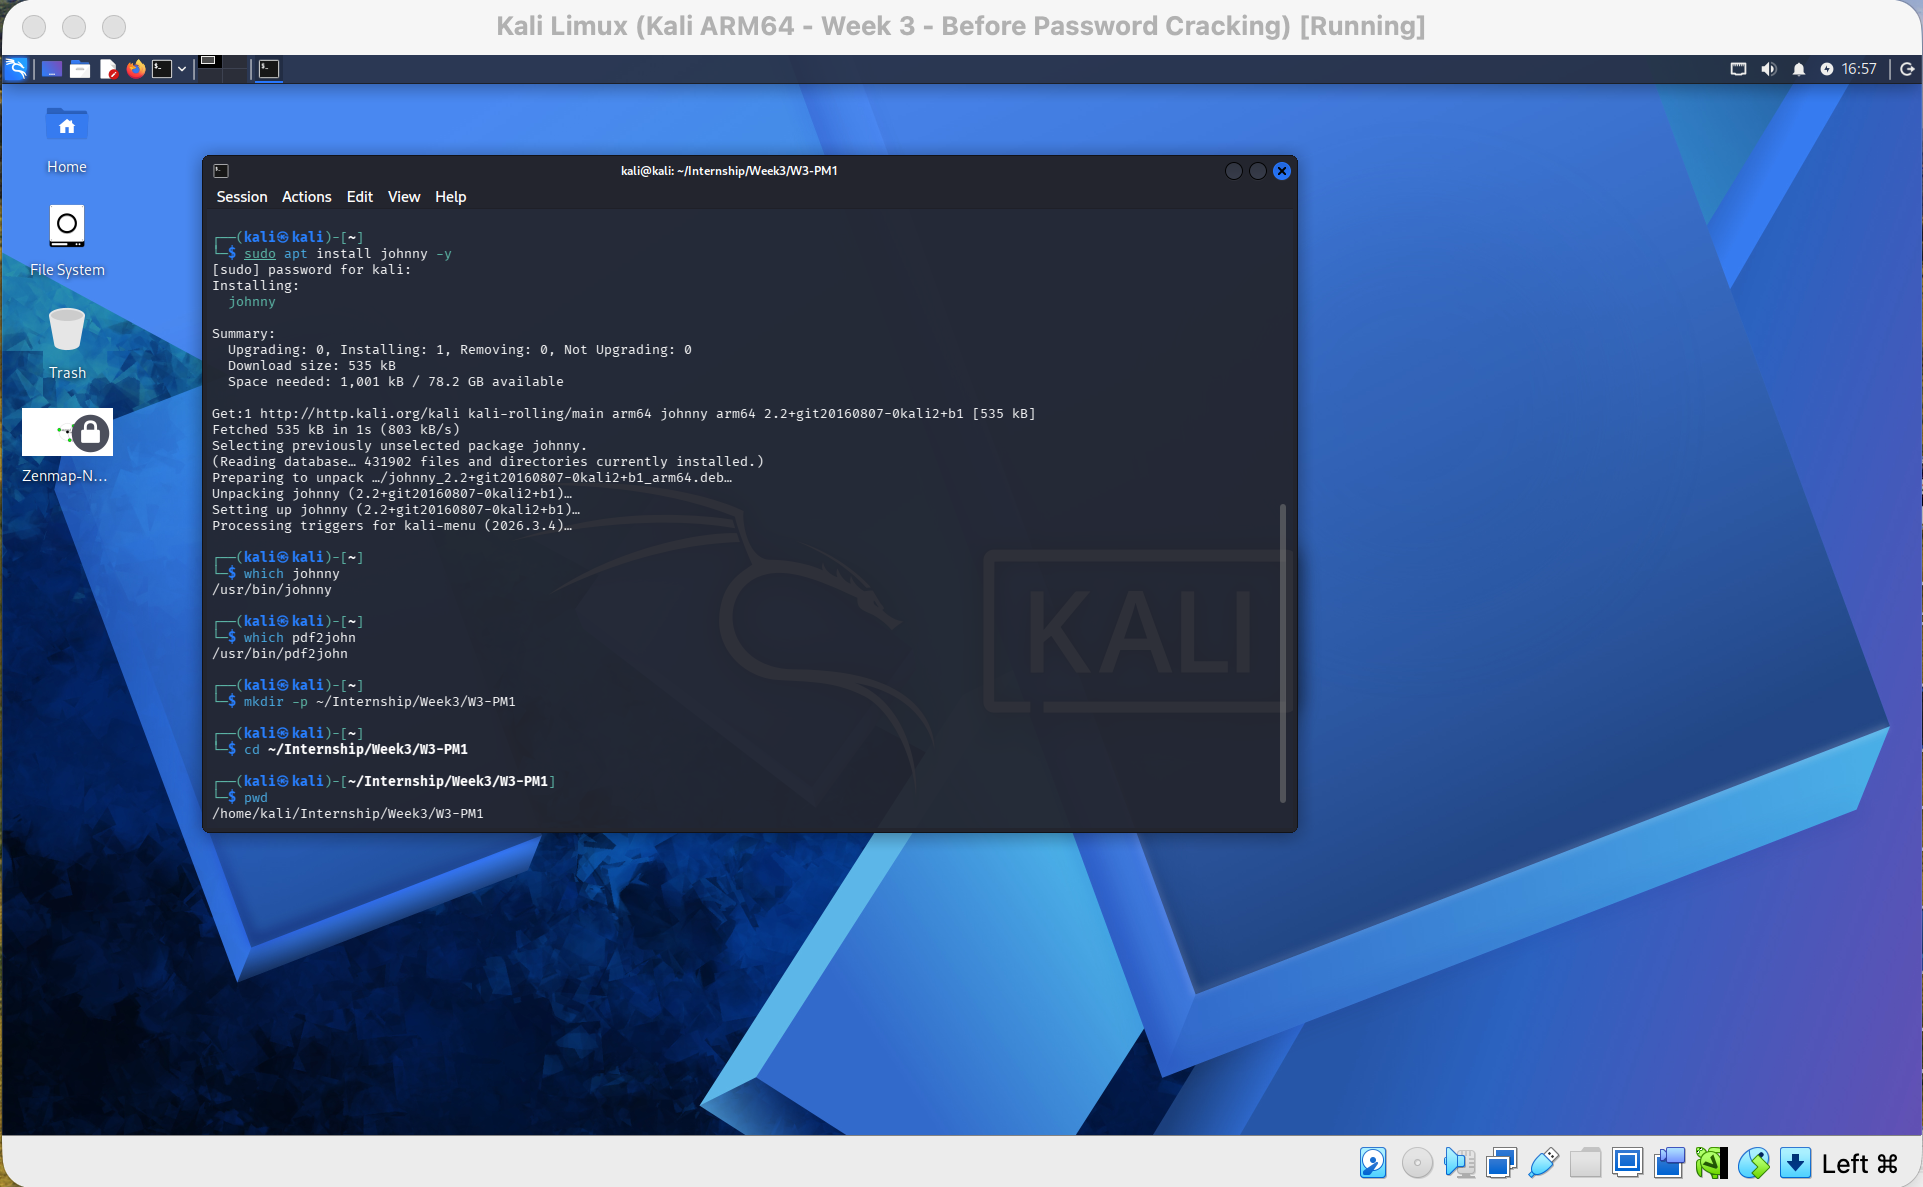 Kali Limux (Kali ARM64 - Week 3 - Before Password Cracking) [Running]
16:57
Home
File System
Trash
Zenmap-N...
kali@kali: ~/Internship/Week3/W3-PM1
Session Actions Edit View Help
┌──(kali㉿kali)-[~]
└─$ sudo apt install johnny -y
[sudo] password for kali:
Installing:
johnny
Summary:
Upgrading: 0, Installing: 1, Removing: 0, Not Upgrading: 0
Download size: 535 kB
Space needed: 1,001 kB / 78.2 GB available
Get:1 http://http.kali.org/kali kali-rolling/main arm64 johnny arm64 2.2+git20160807-0kali2+b1 [535 kB]
Fetched 535 kB in 1s (803 kB/s)
Selecting previously unselected package johnny.
(Reading database… 431902 files and directories currently installed.)
Preparing to unpack …/johnny_2.2+git20160807-0kali2+b1_arm64.deb…
Unpacking johnny (2.2+git20160807-0kali2+b1)…
Setting up johnny (2.2+git20160807-0kali2+b1)…
Processing triggers for kali-menu (2026.3.4)…
┌──(kali㉿kali)-[~]
└─$ which johnny
/usr/bin/johnny
┌──(kali㉿kali)-[~]
└─$ which pdf2john
/usr/bin/pdf2john
┌──(kali㉿kali)-[~]
└─$ mkdir -p ~/Internship/Week3/W3-PM1
┌──(kali㉿kali)-[~]
└─$ cd ~/Internship/Week3/W3-PM1
┌──(kali㉿kali)-[~/Internship/Week3/W3-PM1]
└─$ pwd
/home/kali/Internship/Week3/W3-PM1
KALI
Left ⌘